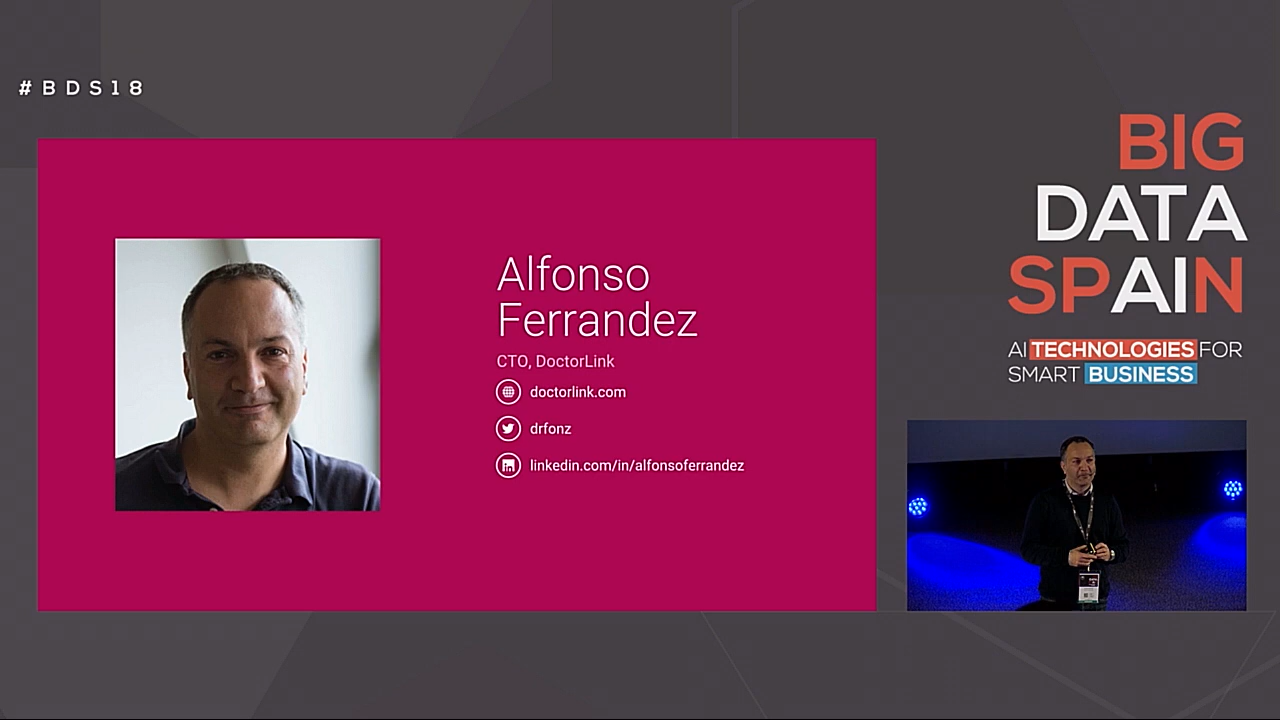 #BDS18
Alfonso
Ferrandez
CTO, DoctorLink
doctorlink.com
drfonz
linkedin.com/in/alfonsoferrandez
BIG
DATA
SPAIN
AI TECHNOLOGIES FOR
SMART BUSINESS